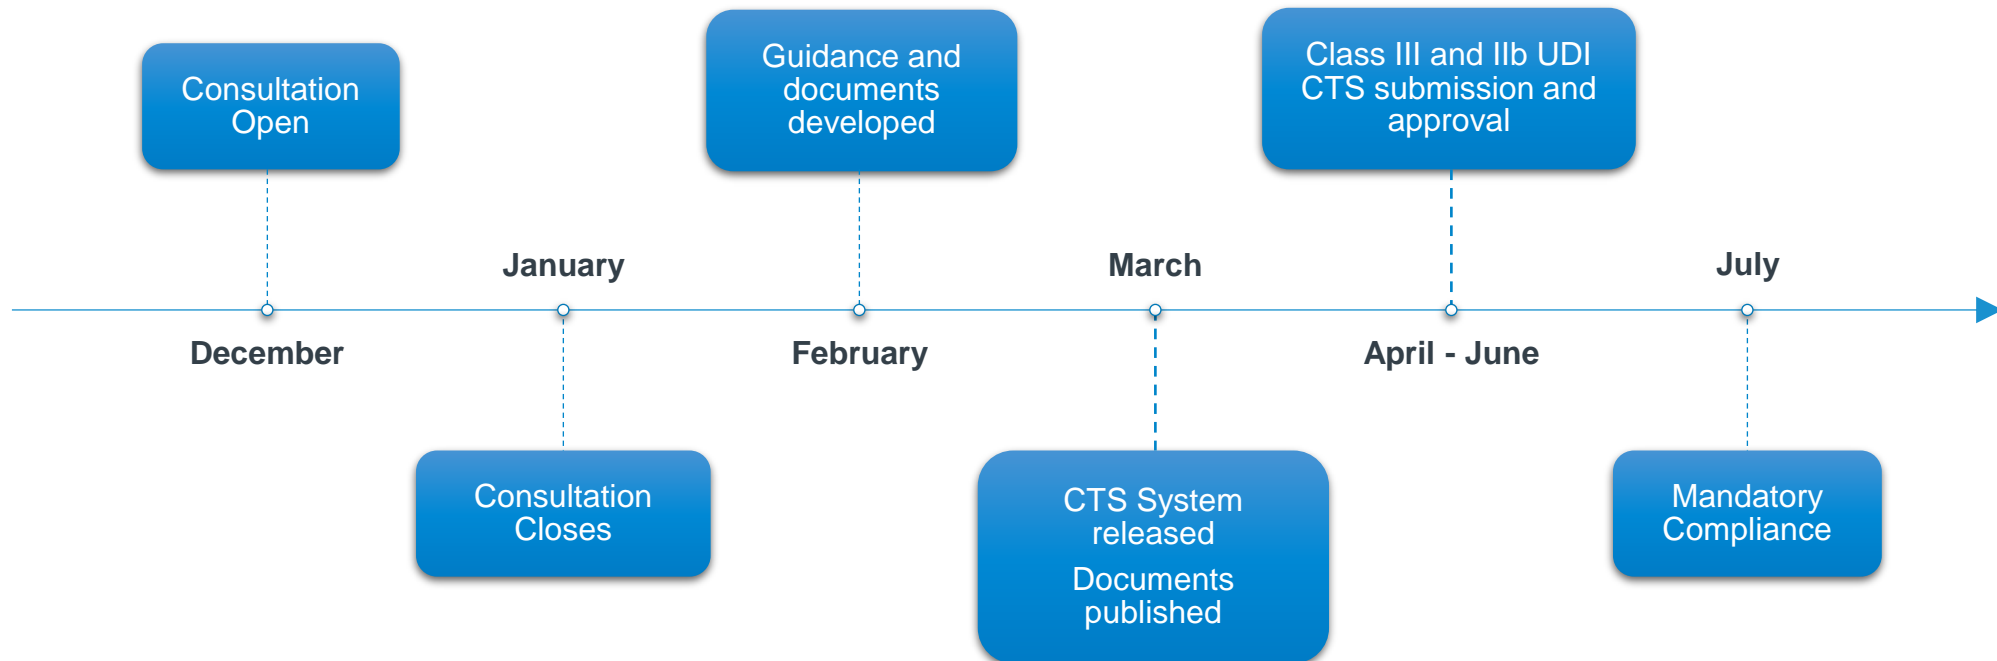 Consultation
Open
Guidance and
documents
developed
Class III and IIb UDI
CTS submission and
approval
January
March
July
December
February
April - June
Consultation
Closes
CTS System
released
Documents
published
Mandatory
Compliance